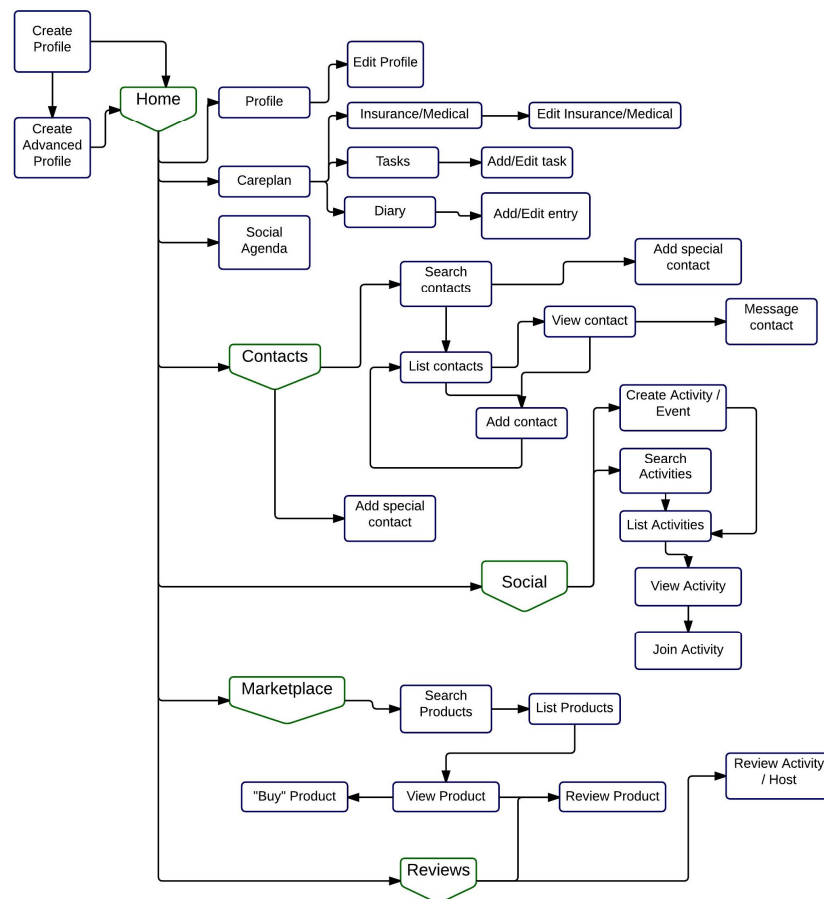 Create
Profile
Home
Profile
Edit Profile
Create
Advanced
Profile
Insurance/Medical
Edit Insurance/Medical
Careplan
Tasks
Add/Edit task
Diary
Add/Edit entry
Social
Agenda
Search
contacts
Add special
contact
View contact
Message
contact
Contacts
List contacts
Add contact
Create Activity /
Event
Search
Activities
Add special
contact
List Activities
Social
View Activity
Join Activity
Marketplace
Search
Products
List Products
Review Activity
/ Host
"Buy" Product
View Product
Review Product
Reviews